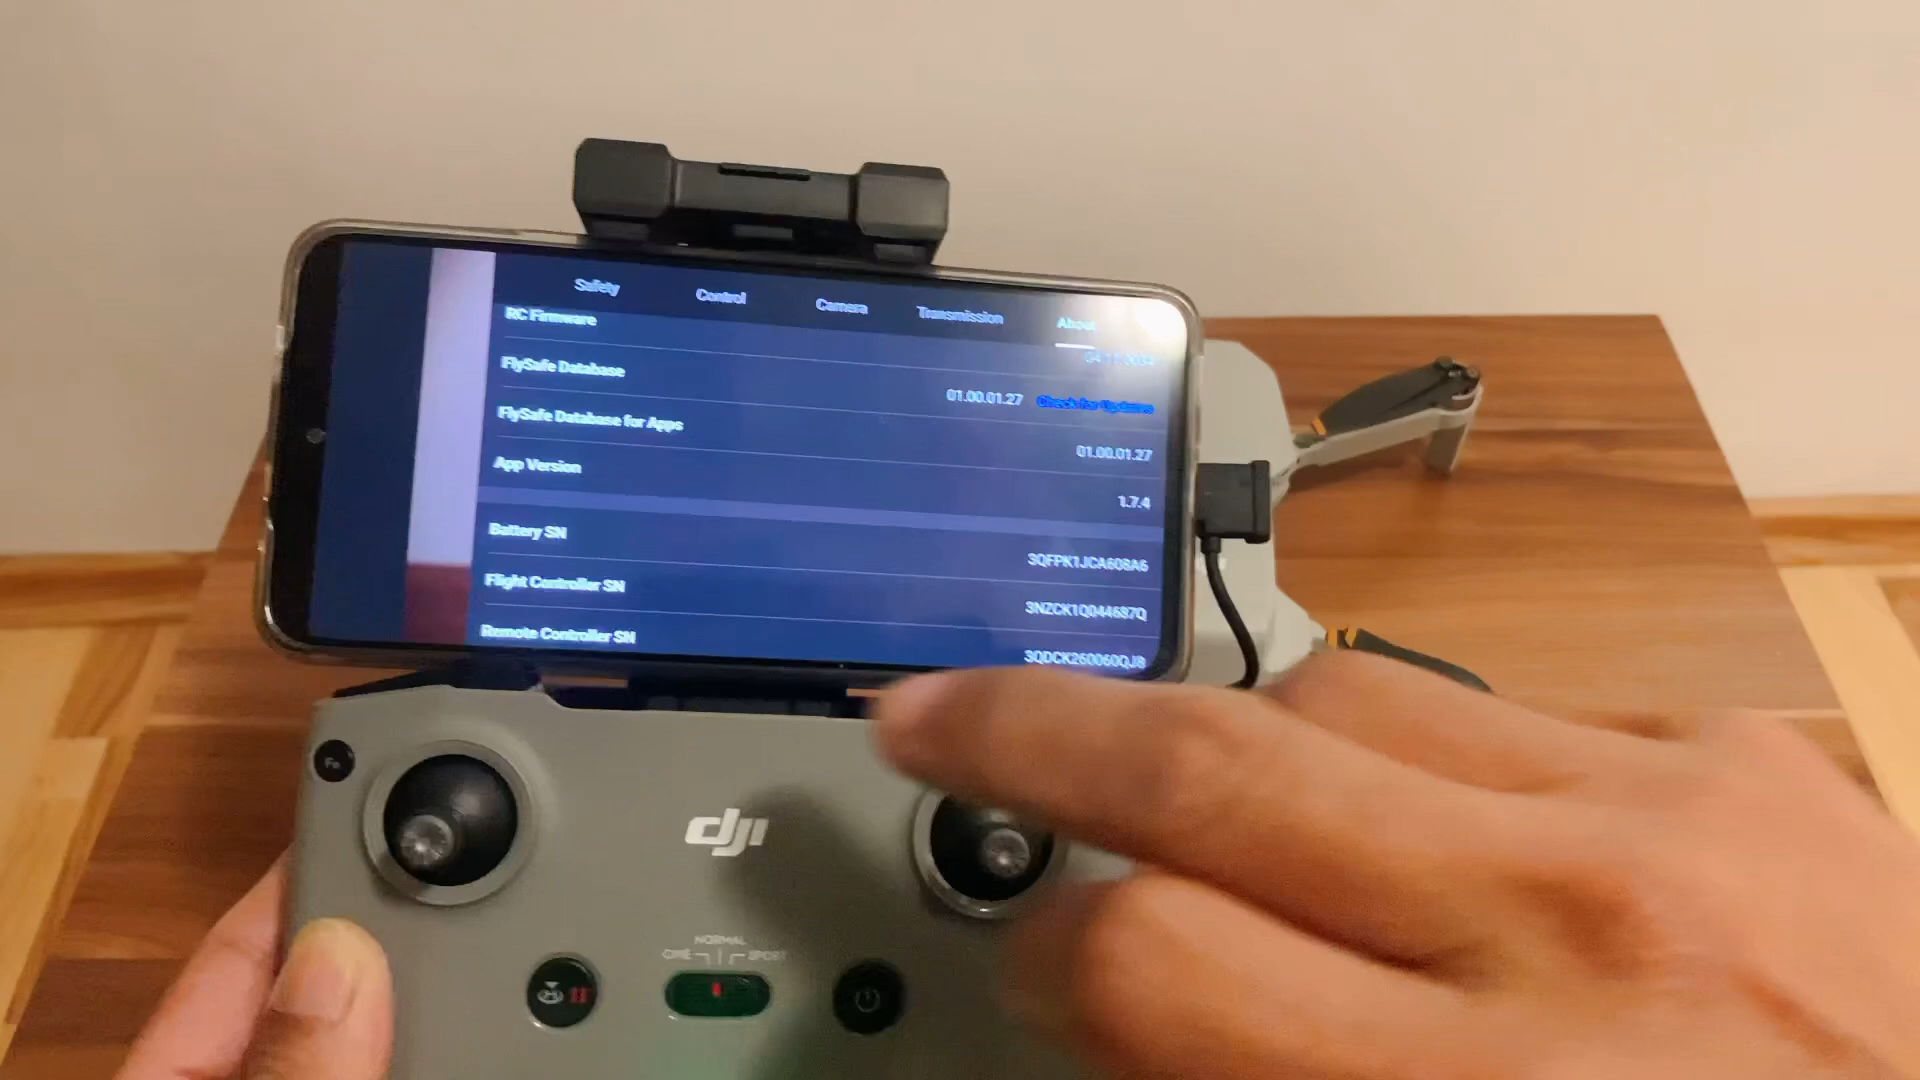 Safety Control Camera Transmission About
RC Firmware
FlySafe Database
01.00.01.27 Check for Updates
FlySafe Database for Apps
01.00.01.27
App Version
1.7.4
Battery SN
3QFPK1JCA608A6
Flight Controller SN
3NZCK1Q044687Q
Remote Controller SN
3QDCK260060QJ8
Fn
dji
NORMAL
CINE SPORT